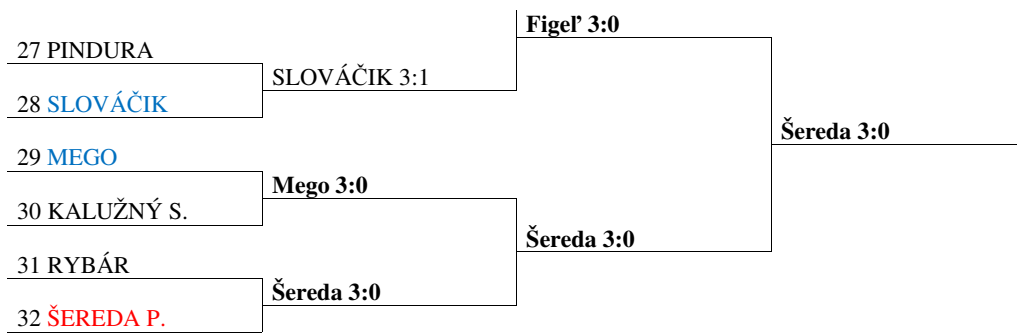 Figeľ 3:0
27 PINDURA
SLOVÁČIK 3:1
28 SLOVÁČIK
Šereda 3:0
29 MEGO
Mego 3:0
30 KALUŽNÝ S.
Šereda 3:0
31 RYBÁR
Šereda 3:0
32 ŠEREDA P.